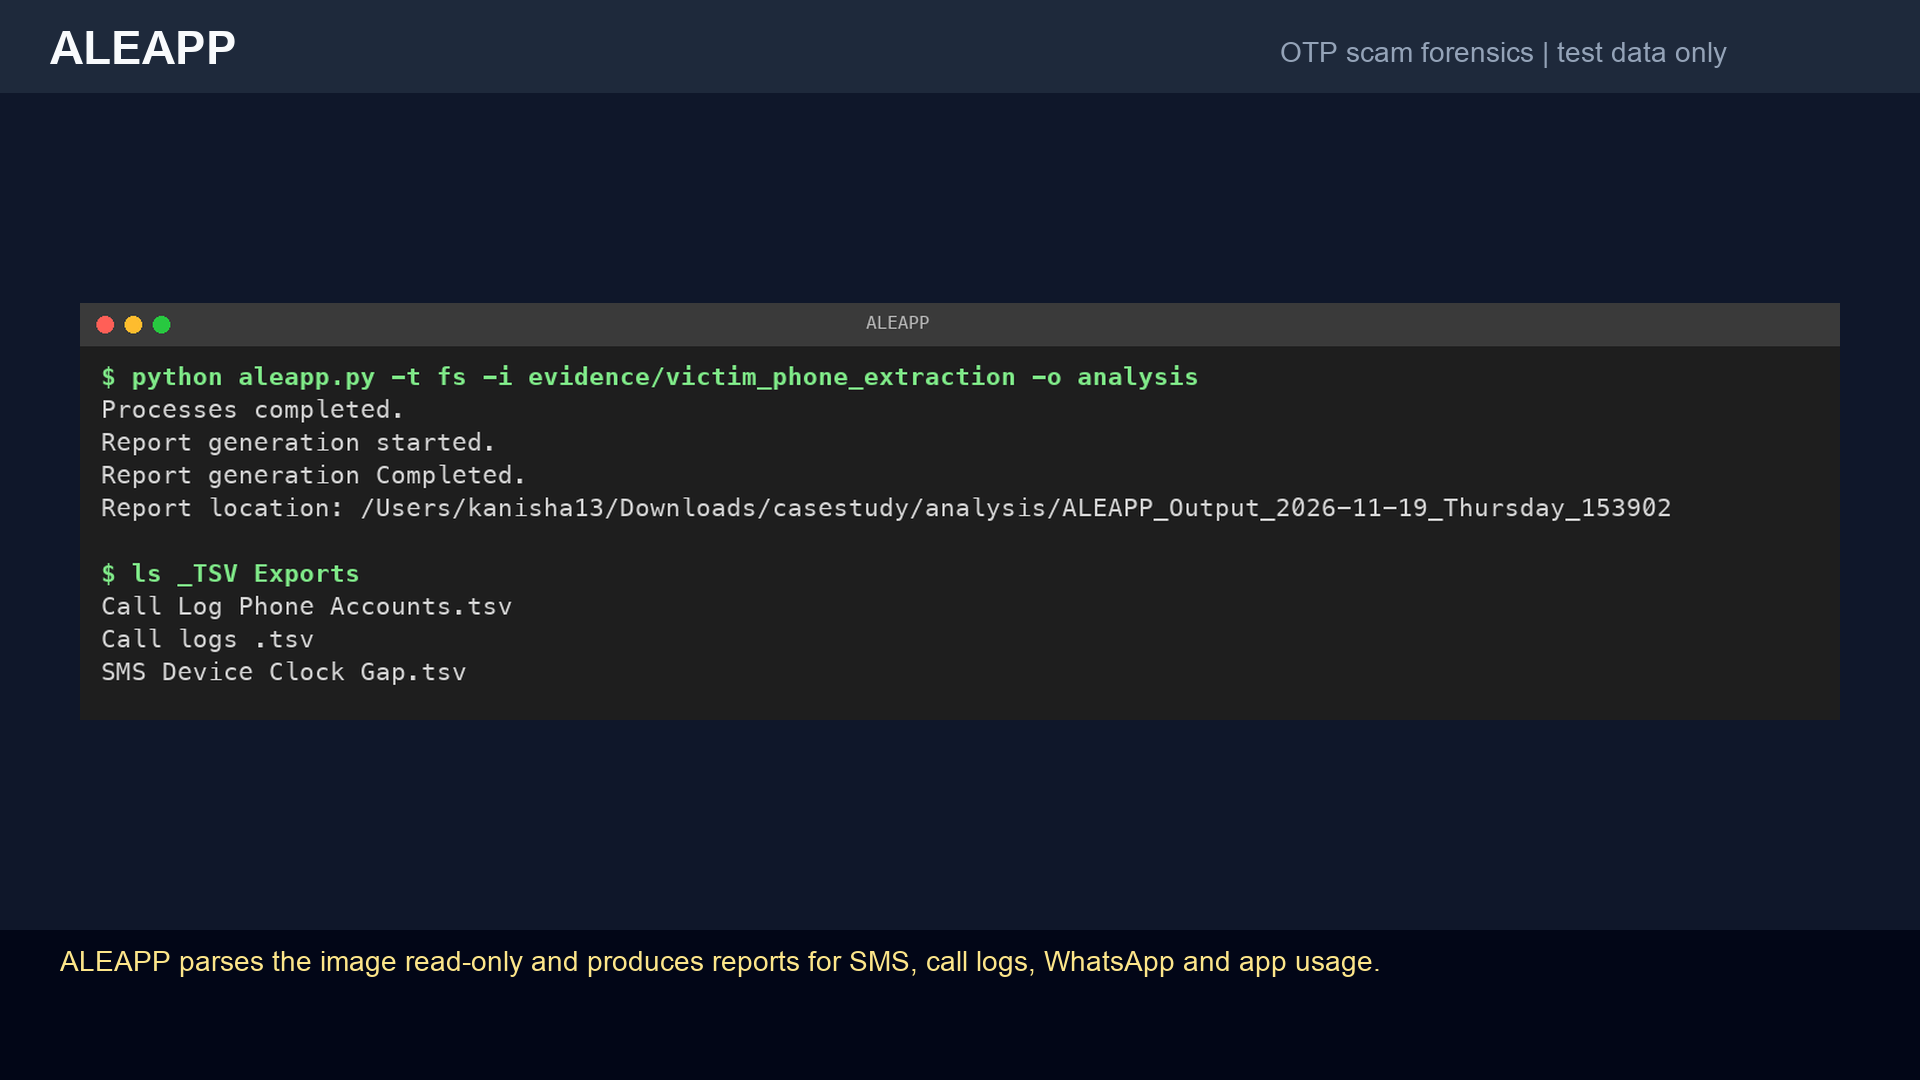 ALEAPP
OTP scam forensics | test data only
ALEAPP
$ python aleapp.py -t fs -i evidence/victim_phone_extraction -o analysis
Processes completed.
Report generation started.
Report generation Completed.
Report location: /Users/kanisha13/Downloads/casestudy/analysis/ALEAPP_Output_2026-11-19_Thursday_153902
$ ls _TSV Exports
Call Log Phone Accounts.tsv
Call logs .tsv
SMS Device Clock Gap.tsv
ALEAPP parses the image read-only and produces reports for SMS, call logs, WhatsApp and app usage.